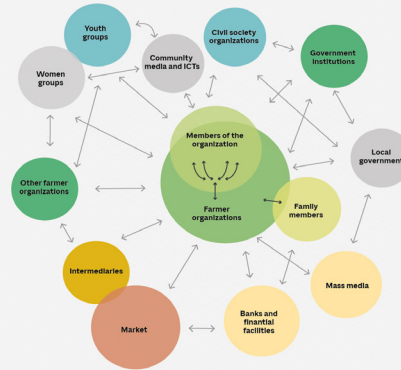 Youth
groups
Civil society
organizations
Community
media and ICTs
Government
Institutions
Women
groups
Members of the
organization
Local
government
Other farmer
organizations
Farmer
organizations
Family
members
Intermediaries
Mass media
Market
Banks and
finantial
facilities